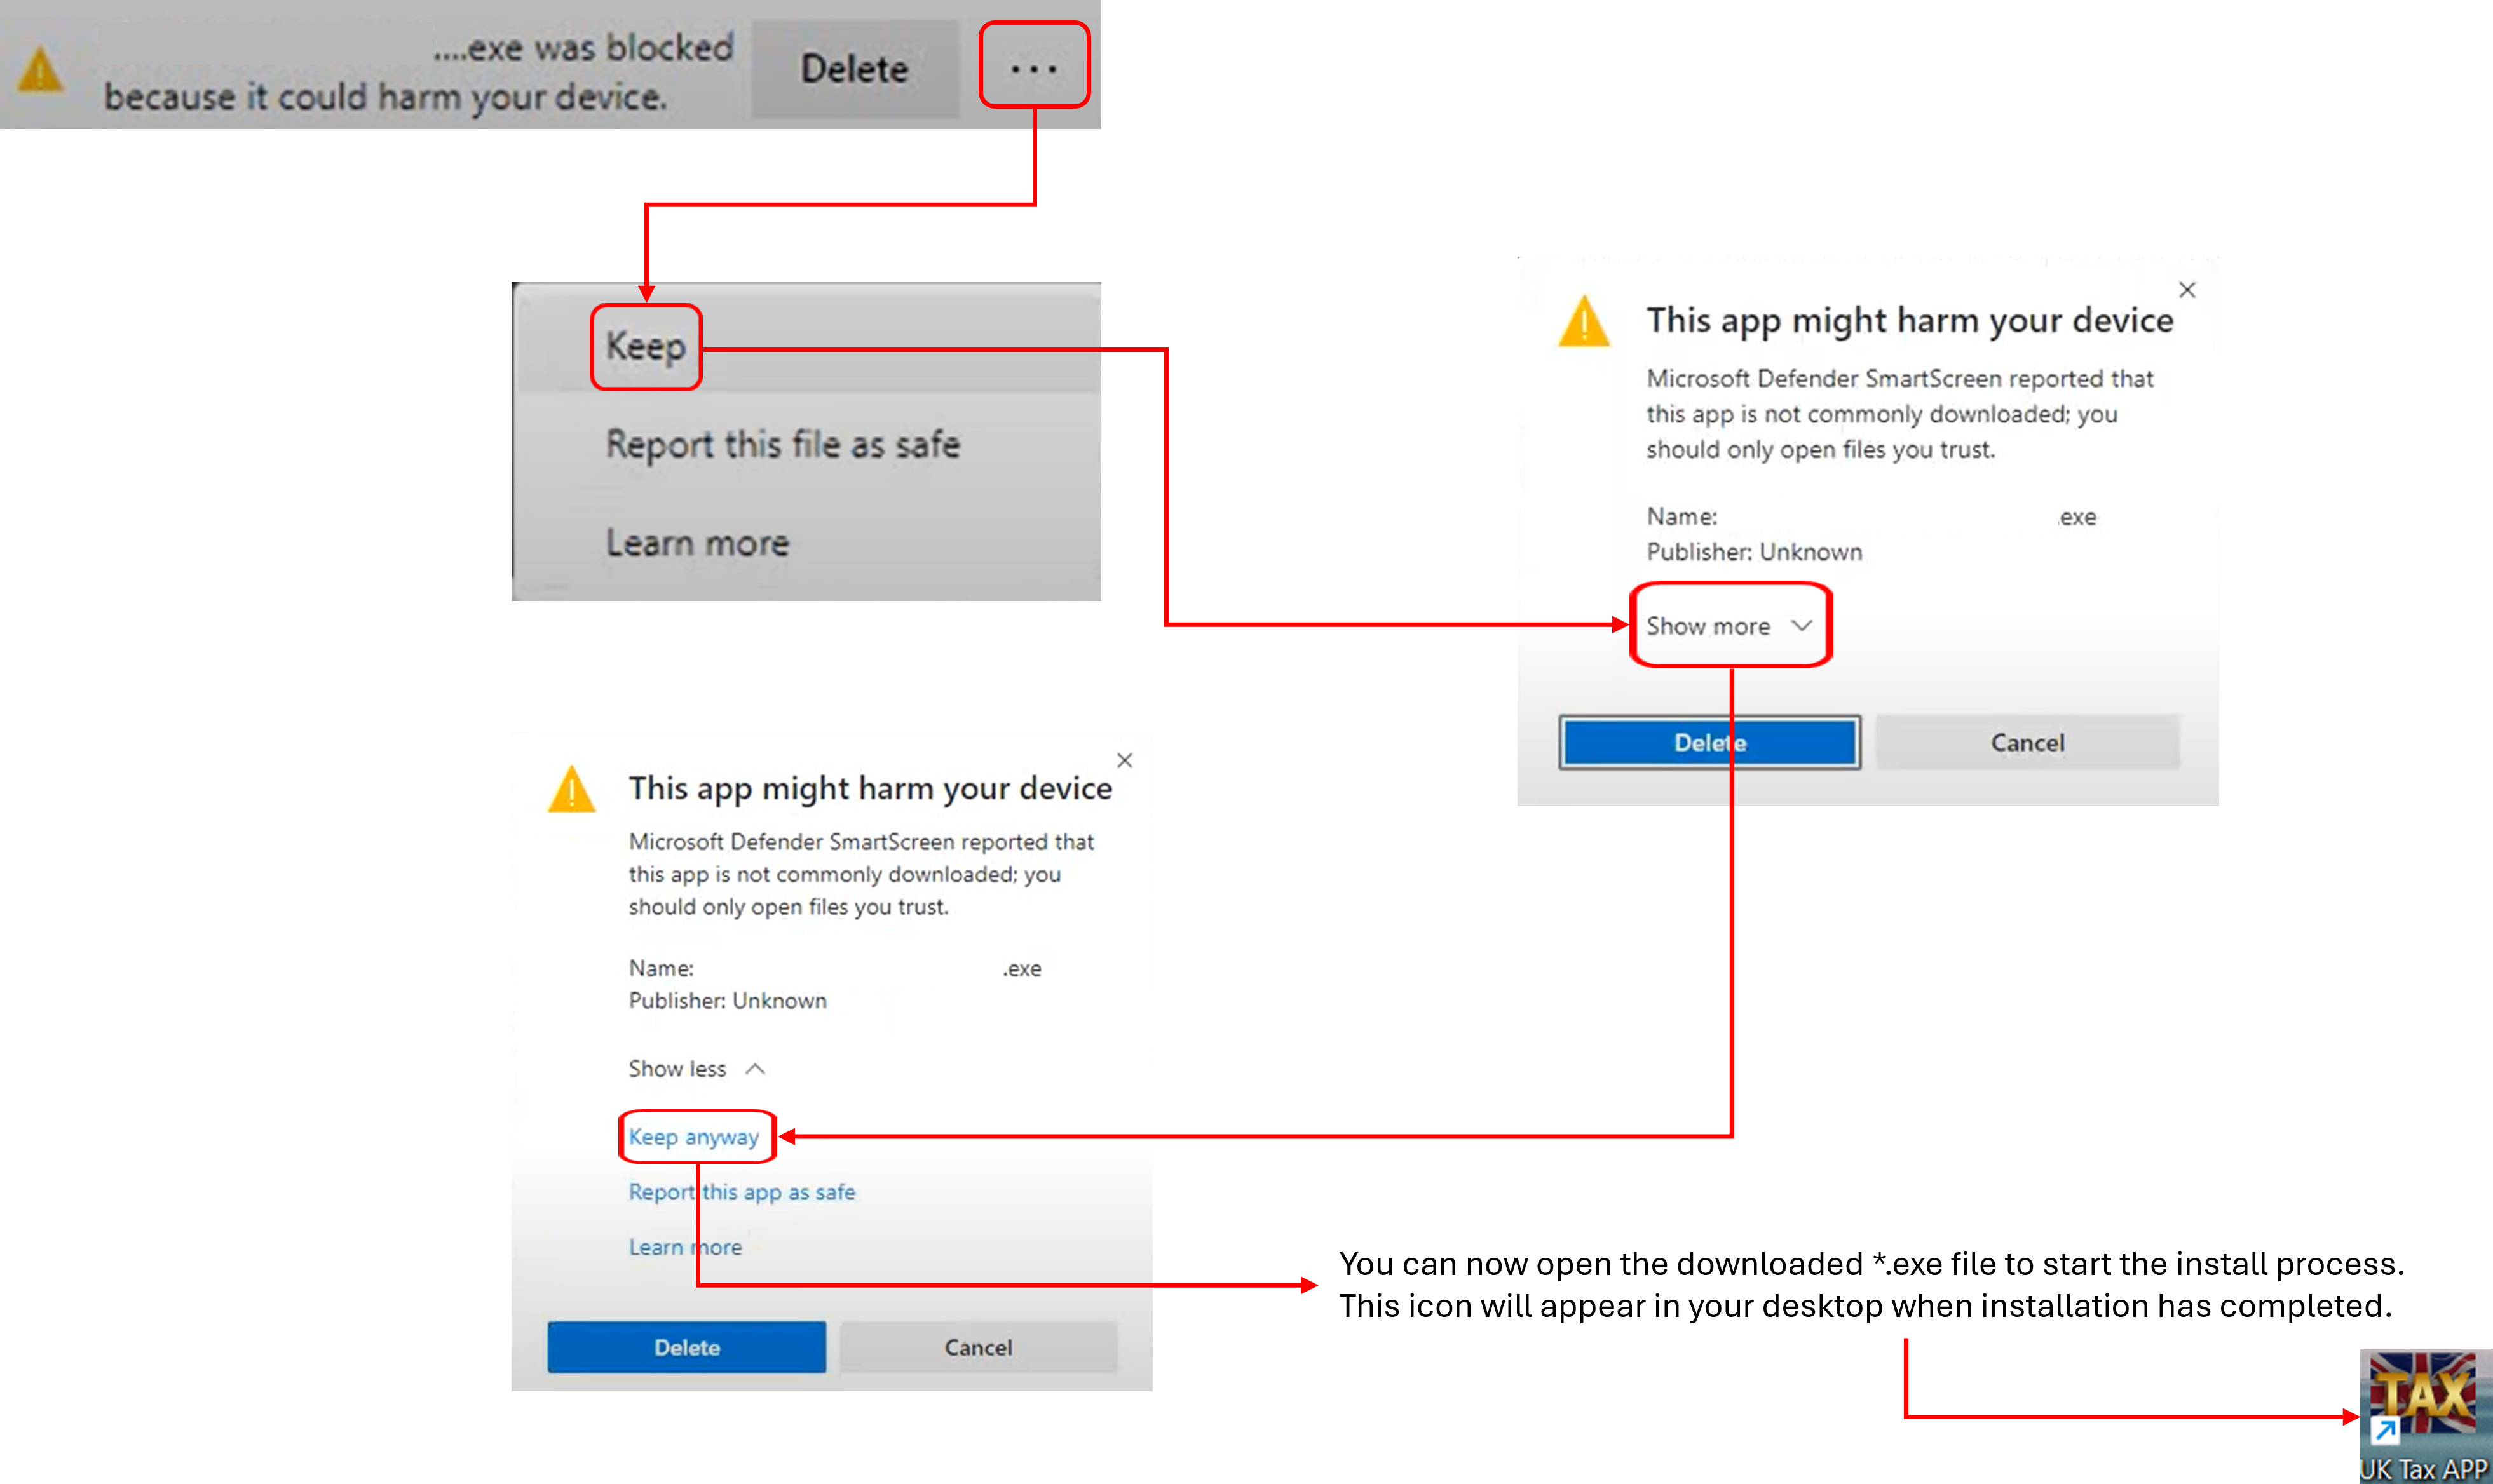 ....exe was blocked
because it could harm your device.
Delete
...
Keep
Report this file as safe
Learn more
This app might harm your device
Microsoft Defender SmartScreen reported that
this app is not commonly downloaded; you
should only open files you trust.
Name: .exe
Publisher: Unknown
Show more
Delete
Cancel
This app might harm your device
Microsoft Defender SmartScreen reported that
this app is not commonly downloaded; you
should only open files you trust.
Name: .exe
Publisher: Unknown
Show less
Keep anyway
Report this app as safe
Learn more
Delete
Cancel
You can now open the downloaded *.exe file to start the install process.
This icon will appear in your desktop when installation has completed.
TAX
UK Tax APP